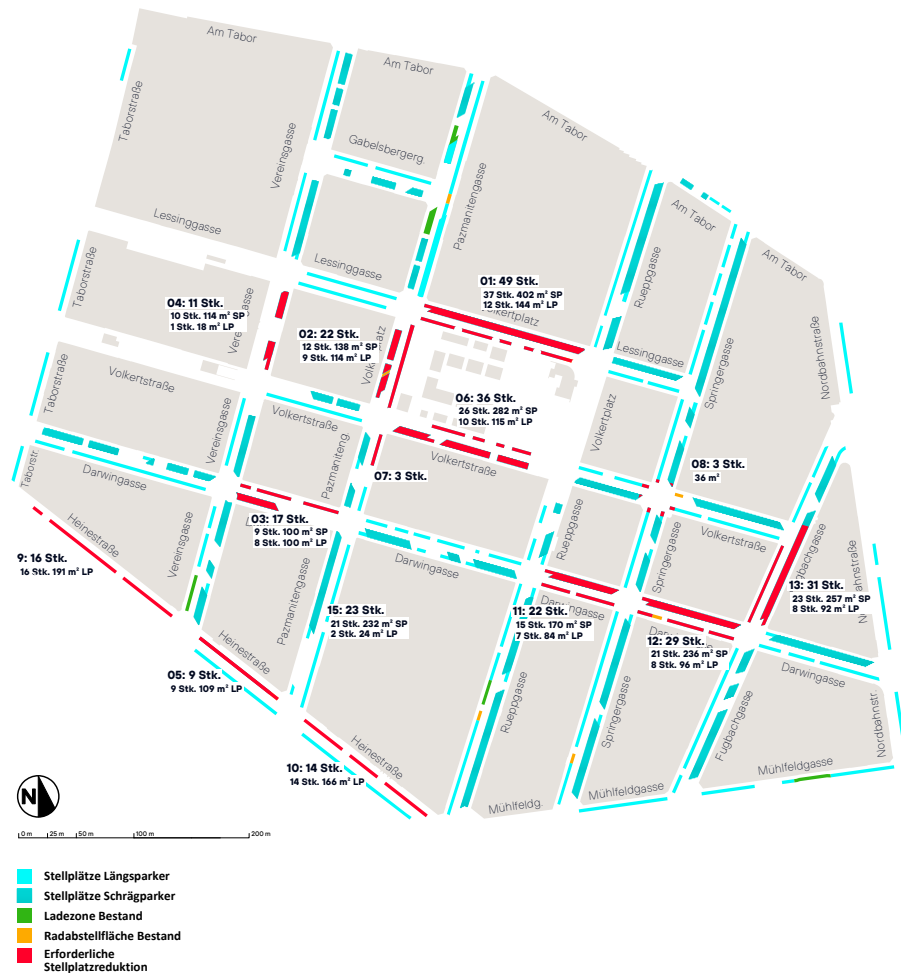 Am Tabor
Am Tabor
Taborstraße
Vereinsgasse
Gabelsbergerg.
Am Tabor
Pazmanitengasse
Lessinggasse
Am Tabor
Rueppgasse
Taborstraße
Lessinggasse
Am Tabor
Nordbahnstraße
04: 11 Stk.
10 Stk. 114 m² SP
1 Stk. 18 m² LP
01: 49 Stk.
37 Stk. 402 m² SP
12 Stk. 144 m² LP
Volkertplatz
02: 22 Stk.
12 Stk. 138 m² SP
9 Stk. 114 m² LP
Lessinggasse
Springergasse
Taborstraße
Volkertstraße
Vereinsgasse
Volkertstraße
Pazmaniteng.
06: 36 Stk.
26 Stk. 282 m² SP
10 Stk. 115 m² LP
Volkertplatz
Volkertstraße
07: 3 Stk.
08: 3 Stk.
36 m²
Taborstr.
Darwingasse
Heinestraße
Vereinsgasse
03: 17 Stk.
9 Stk. 100 m² SP
8 Stk. 100 m² LP
Rueppgasse
Springergasse
Volkertstraße
9: 16 Stk.
16 Stk. 191 m² LP
Darwingasse
Pazmanitengasse
13: 31 Stk.
23 Stk. 257 m² SP
8 Stk. 92 m² LP
15: 23 Stk.
21 Stk. 232 m² SP
2 Stk. 24 m² LP
Darwingasse
11: 22 Stk.
15 Stk. 170 m² SP
7 Stk. 84 m² LP
12: 29 Stk.
21 Stk. 236 m² SP
8 Stk. 96 m² LP
Heinestraße
05: 9 Stk.
9 Stk. 109 m² LP
Darwingasse
Rueppgasse
Springergasse
Fugbachgasse
Nordbahnstr.
Heinestraße
10: 14 Stk.
14 Stk. 166 m² LP
Mühlfeldgasse
Mühlfeldgasse
Mühlfeldg.
N
0 m 25 m 50 m 100 m 200 m
Stellplätze Längsparker
Stellplätze Schrägparker
Ladezone Bestand
Radabstellfläche Bestand
Erforderliche
Stellplatzreduktion